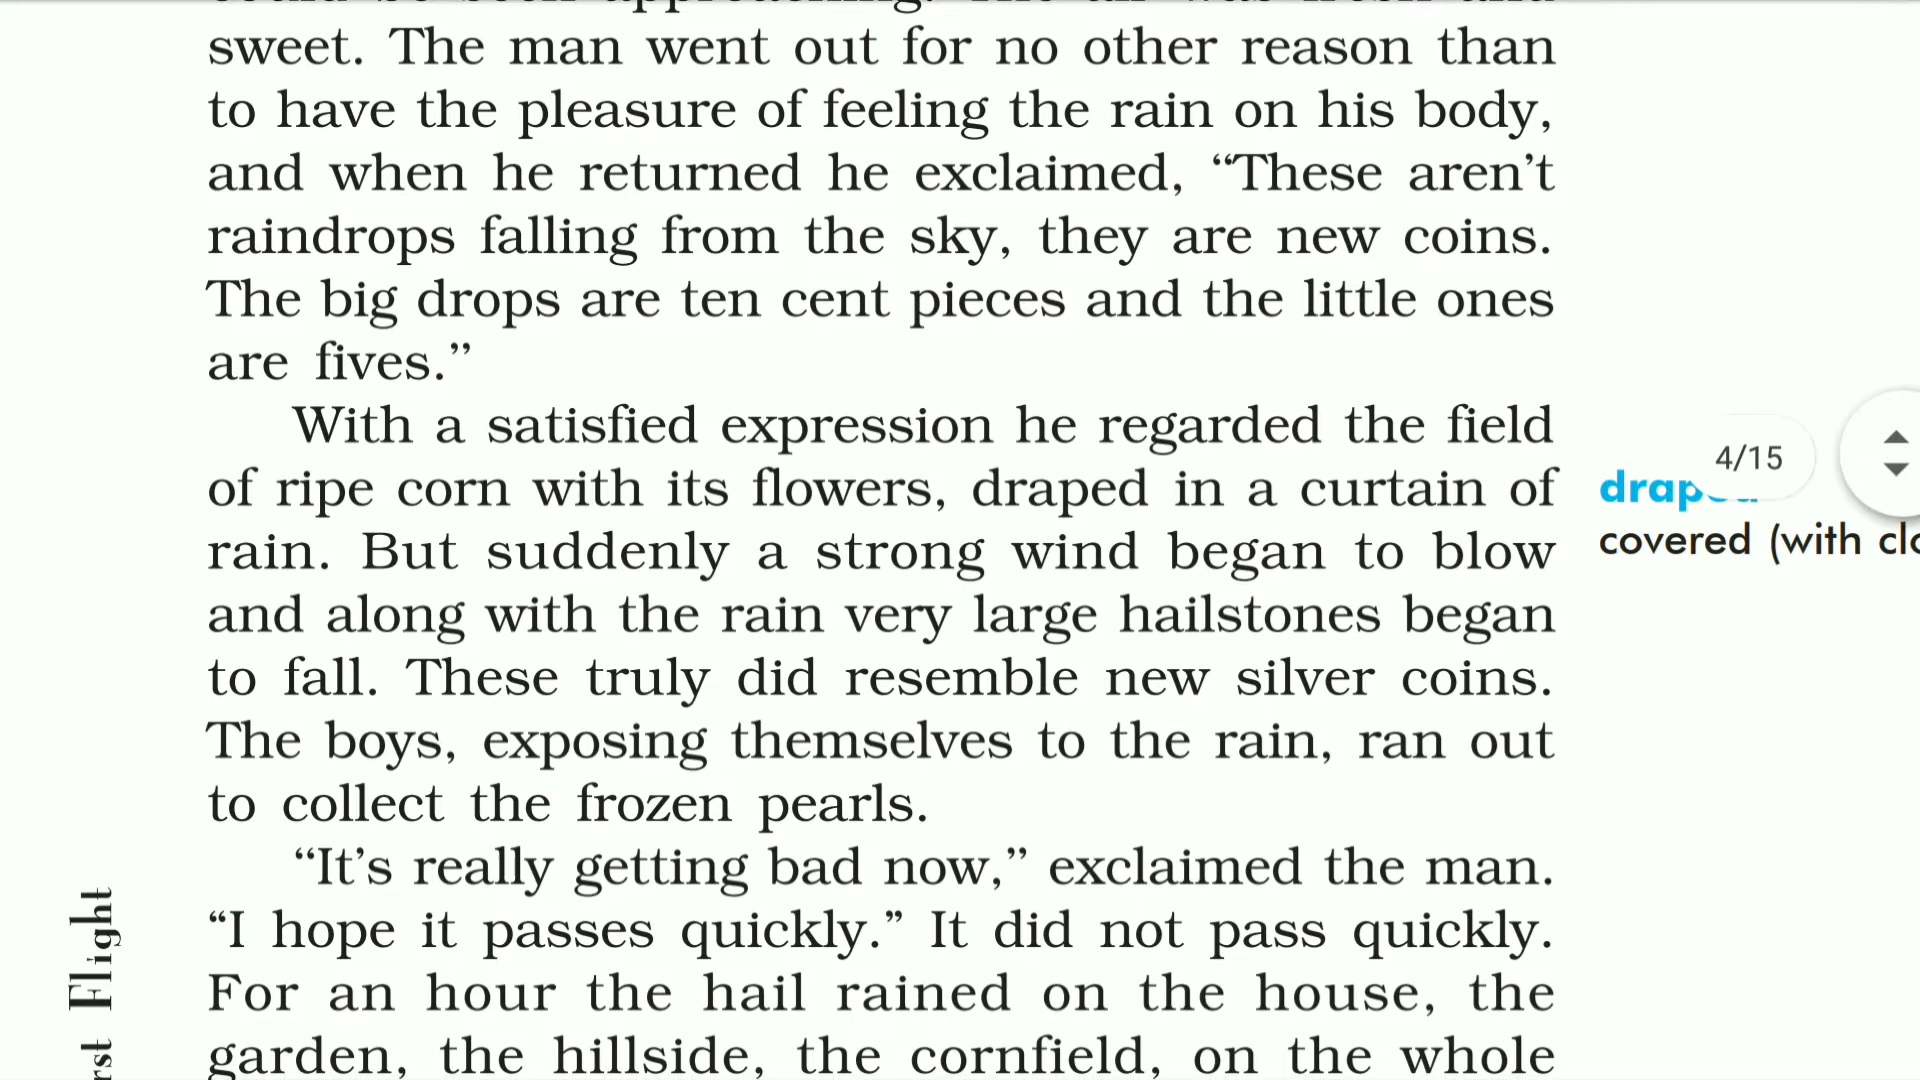 sweet. The man went out for no other reason than
to have the pleasure of feeling the rain on his body,
and when he returned he exclaimed, “These aren’t
raindrops falling from the sky, they are new coins.
The big drops are ten cent pieces and the little ones
are fives.”
With a satisfied expression he regarded the field
of ripe corn with its flowers, draped in a curtain of
rain. But suddenly a strong wind began to blow
and along with the rain very large hailstones began
to fall. These truly did resemble new silver coins.
The boys, exposing themselves to the rain, ran out
to collect the frozen pearls.
“It’s really getting bad now,” exclaimed the man.
“I hope it passes quickly.” It did not pass quickly.
For an hour the hail rained on the house, the
garden, the hillside, the cornfield, on the whole
4/15
covered (with
Flight